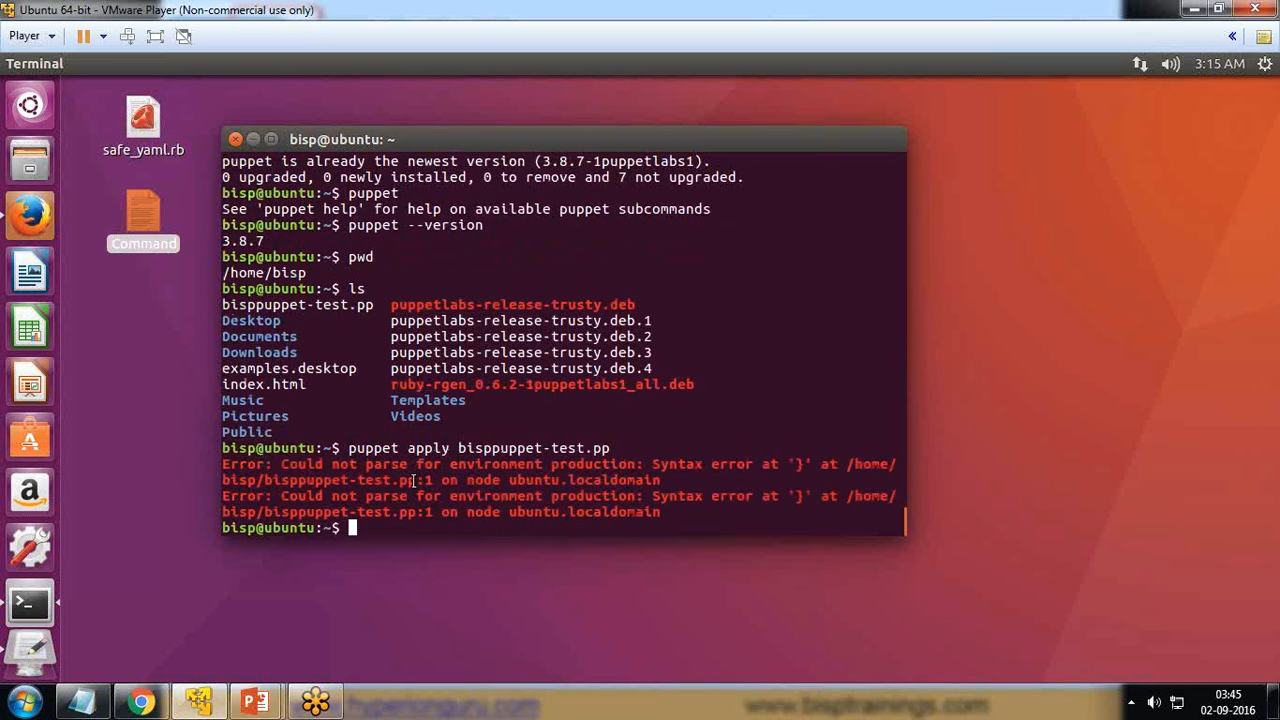 Ubuntu 64-bit - VMware Player (Non-commercial use only)
Player
Terminal
3:15 AM
safe_yaml.rb
Command
bisp@ubuntu: ~
puppet is already the newest version (3.8.7-1puppetlabs1).
0 upgraded, 0 newly installed, 0 to remove and 7 not upgraded.
bisp@ubuntu:~$ puppet
See 'puppet help' for help on available puppet subcommands
bisp@ubuntu:~$ puppet --version
3.8.7
bisp@ubuntu:~$ pwd
/home/bisp
bisp@ubuntu:~$ ls
bisppuppet-test.pp puppetlabs-release-trusty.deb
Desktop puppetlabs-release-trusty.deb.1
Documents puppetlabs-release-trusty.deb.2
Downloads puppetlabs-release-trusty.deb.3
examples.desktop puppetlabs-release-trusty.deb.4
index.html ruby-rgen_0.6.2-1puppetlabs1_all.deb
Music Templates
Pictures Videos
Public
bisp@ubuntu:~$ puppet apply bisppuppet-test.pp
Error: Could not parse for environment production: Syntax error at '}' at /home/
bisp/bisppuppet-test.pp:1 on node ubuntu.localdomain
Error: Could not parse for environment production: Syntax error at '}' at /home/
bisp/bisppuppet-test.pp:1 on node ubuntu.localdomain
bisp@ubuntu:~$
www.bisptrainings.com
03:45
02-09-2016